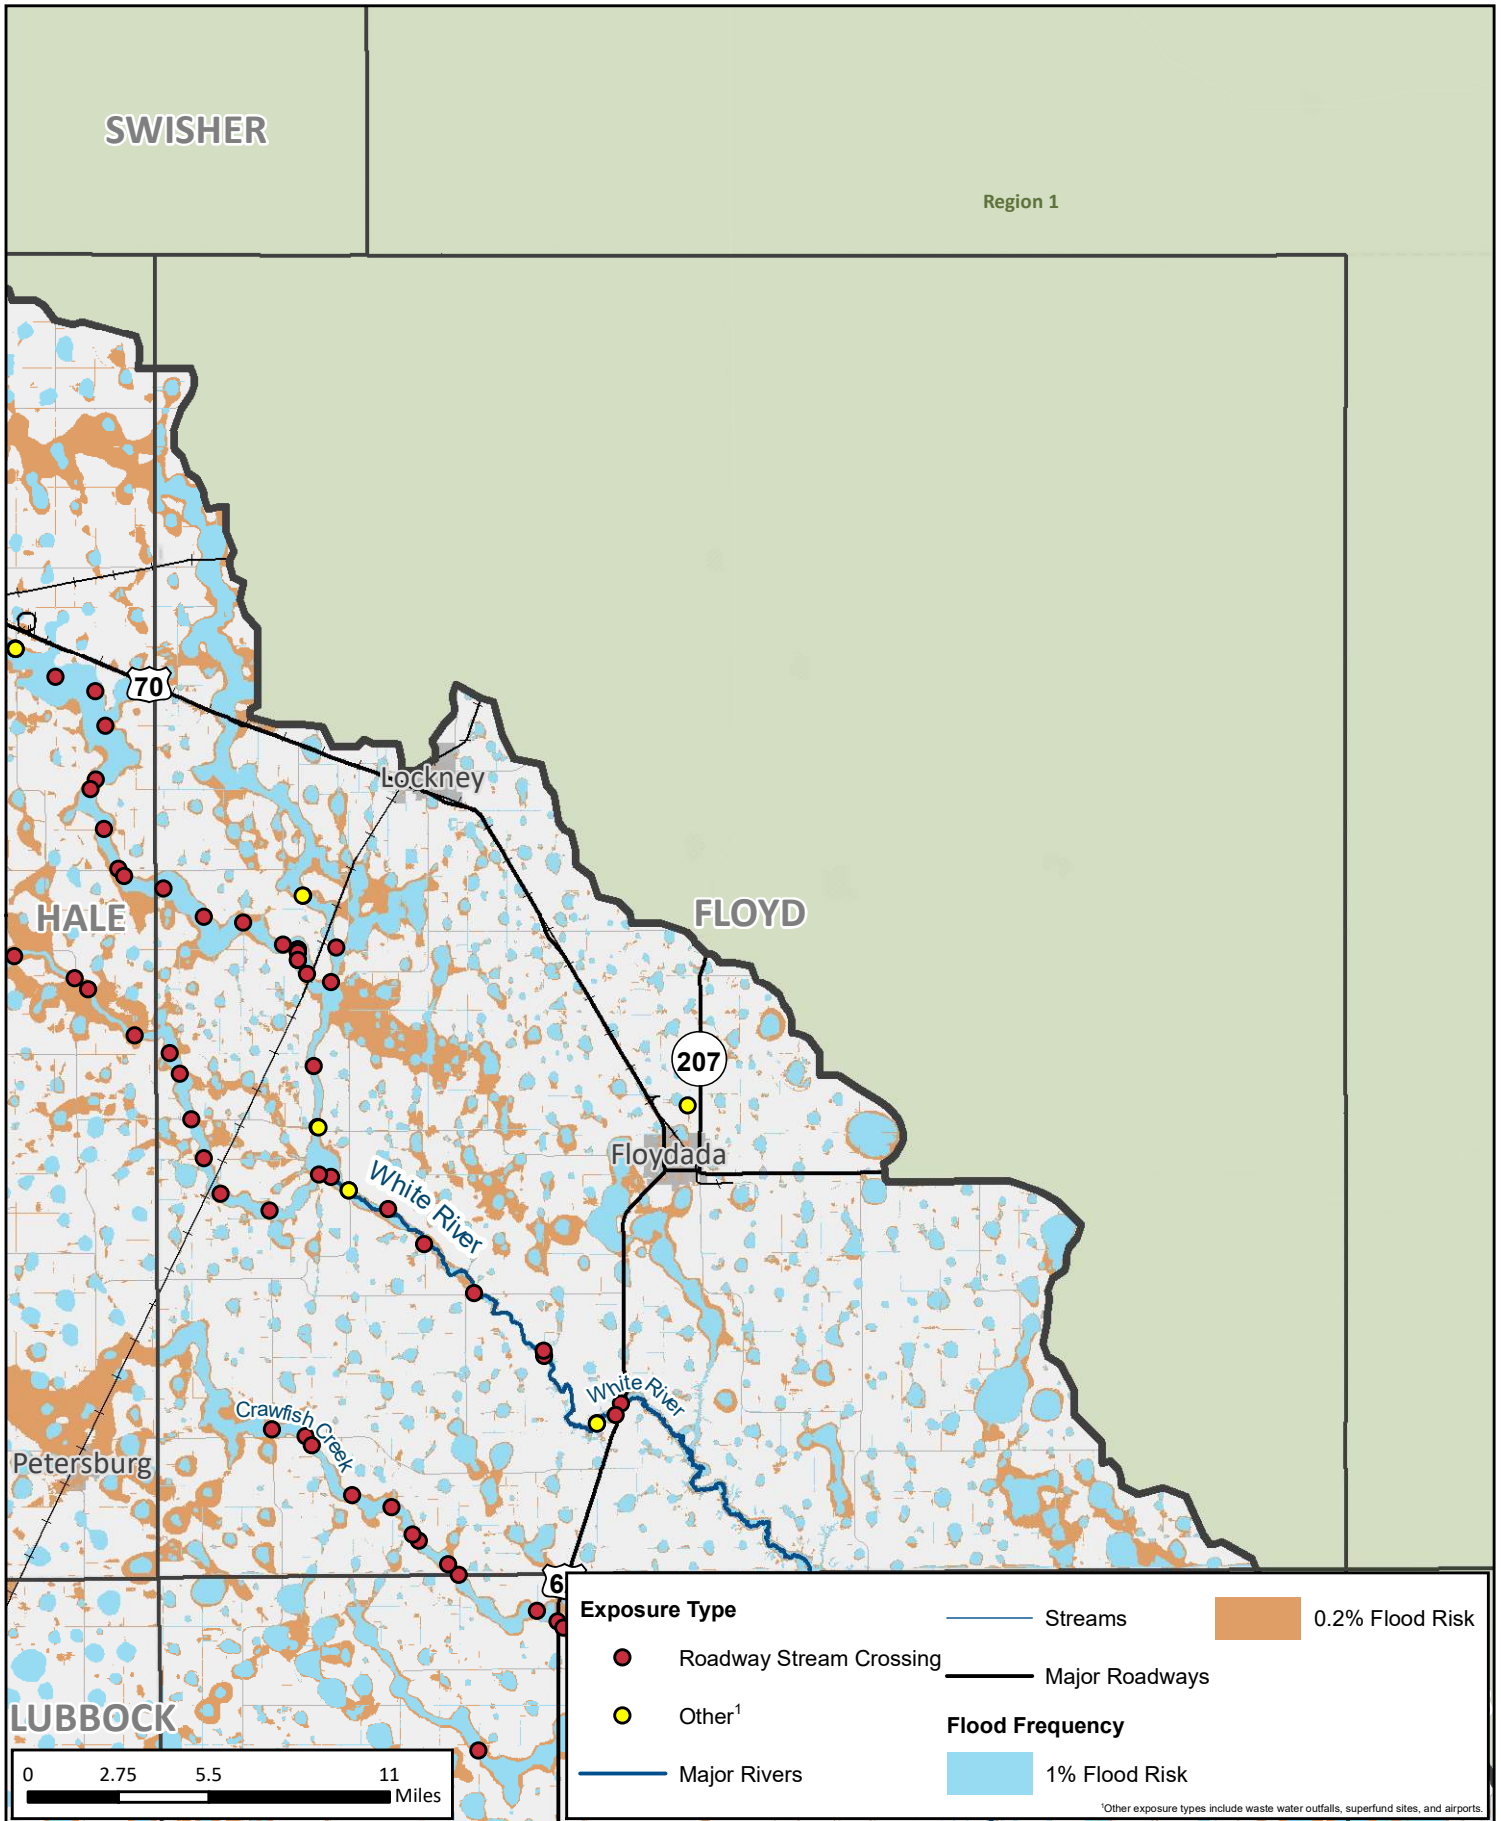 SWISHER
Region 1
70
Lockney
HALE
FLOYD
207
Floydada
White River
White River
Crawfish Creek
Petersburg
6
LUBBOCK
0 2.75 5.5 11
Miles
Exposure Type
Roadway Stream Crossing
Other¹
Major Rivers
Streams
Major Roadways
Flood Frequency
1% Flood Risk
0.2% Flood Risk
¹Other exposure types include waste water outfalls, superfund sites, and airports.